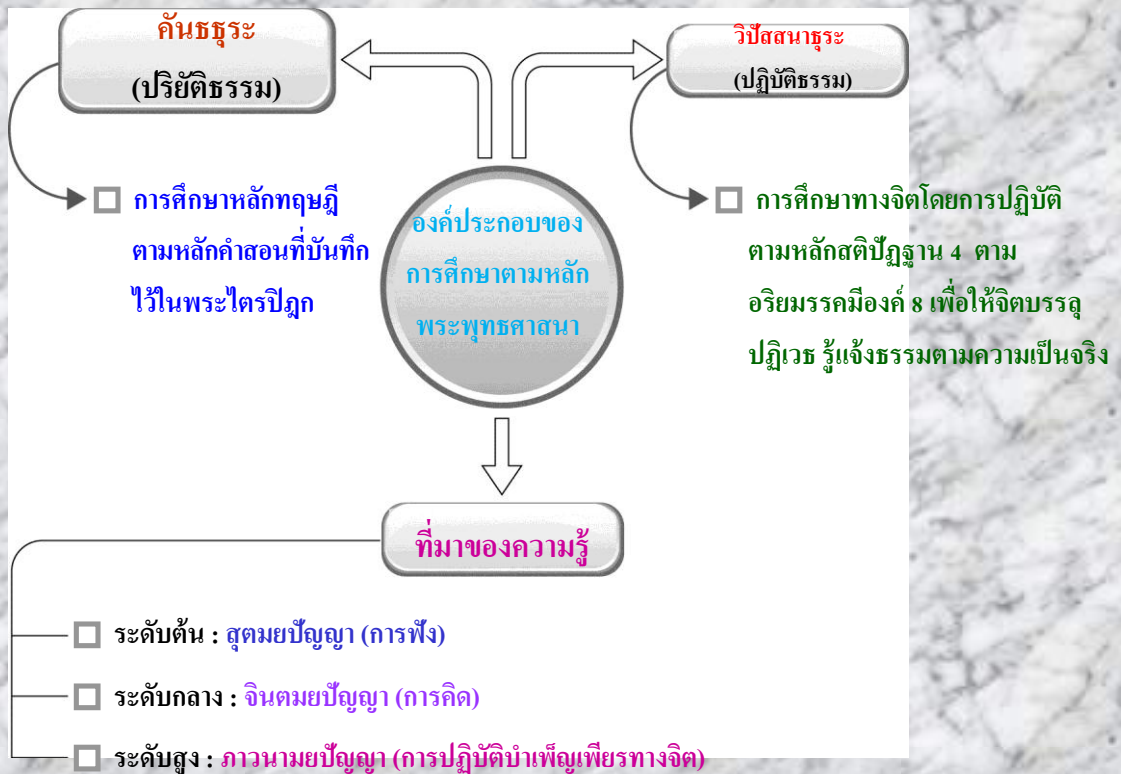 คันธธุระ
(ปริยัติธรรม)
วิปัสสนาธุระ
(ปฏิบัติธรรม)
การศึกษาหลักทฤษฎี
ตามหลักคำสอนที่บันทึก
ไว้ในพระไตรปิฎก
องค์ประกอบของ
การศึกษาตามหลัก
พระพุทธศาสนา
การศึกษาทางจิตโดยการปฏิบัติ
ตามหลักสติปัฏฐาน 4 ตาม
อริยมรรคมีองค์ 8 เพื่อให้จิตบรรลุ
ปฏิเวธ รู้แจ้งธรรมตามความเป็นจริง
ที่มาของความรู้
ระดับต้น : สุตมยปัญญา (การฟัง)
ระดับกลาง : จินตมยปัญญา (การคิด)
ระดับสูง : ภาวนามยปัญญา (การปฏิบัติบำเพ็ญเพียรทางจิต)